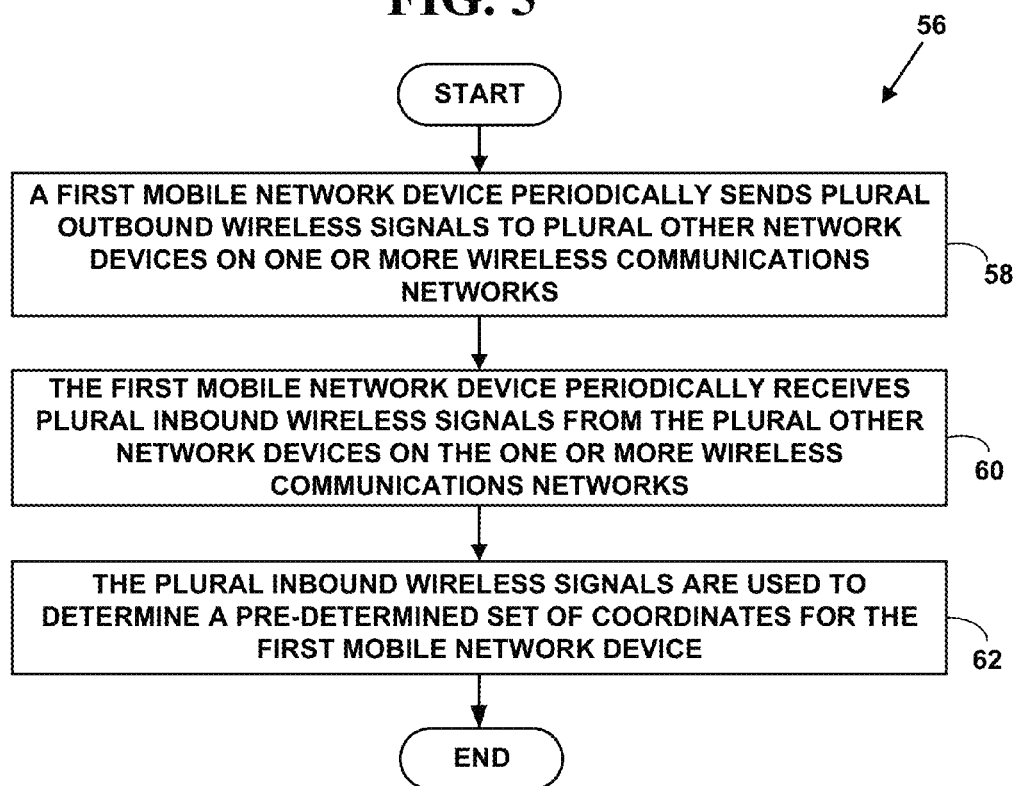 FIG. 3
56
START
A FIRST MOBILE NETWORK DEVICE PERIODICALLY SENDS PLURAL
OUTBOUND WIRELESS SIGNALS TO PLURAL OTHER NETWORK
DEVICES ON ONE OR MORE WIRELESS COMMUNICATIONS
NETWORKS
58
THE FIRST MOBILE NETWORK DEVICE PERIODICALLY RECEIVES
PLURAL INBOUND WIRELESS SIGNALS FROM THE PLURAL OTHER
NETWORK DEVICES ON THE ONE OR MORE WIRELESS
COMMUNICATIONS NETWORKS
60
THE PLURAL INBOUND WIRELESS SIGNALS ARE USED TO
DETERMINE A PRE-DETERMINED SET OF COORDINATES FOR THE
FIRST MOBILE NETWORK DEVICE
62
END